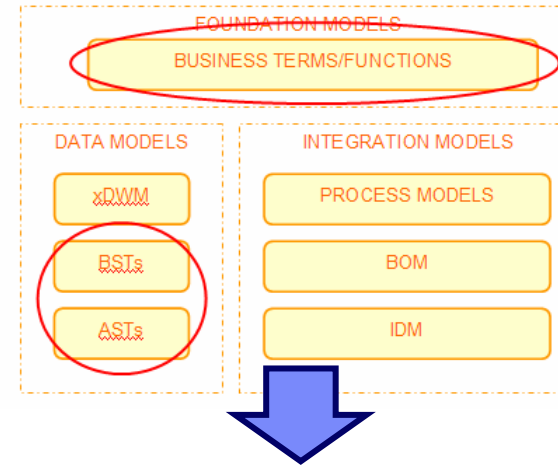 FOUNDATION MODELS
BUSINESS TERMS/FUNCTIONS
DATA MODELS
xDWM
BSTs
ASTs
INTEGRATION MODELS
PROCESS MODELS
BOM
IDM